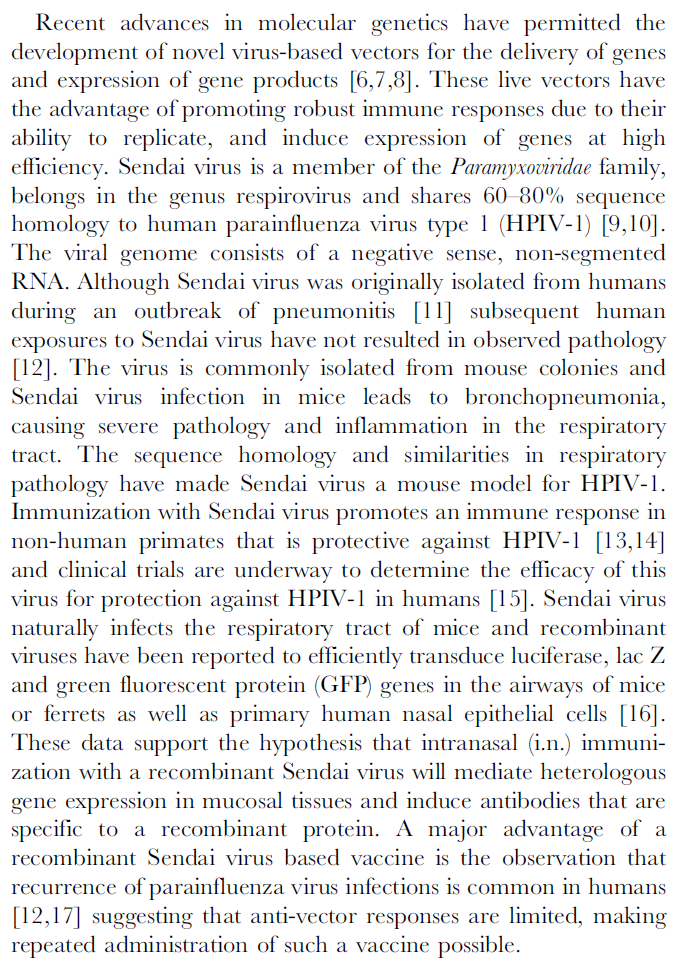 Recent advances in molecular genetics have permitted the
development of novel virus-based vectors for the delivery of genes
and expression of gene products [6,7,8]. These live vectors have
the advantage of promoting robust immune responses due to their
ability to replicate, and induce expression of genes at high
efficiency. Sendai virus is a member of the Paramyxoviridae family,
belongs in the genus respirovirus and shares 60–80% sequence
homology to human parainfluenza virus type 1 (HPIV-1) [9,10].
The viral genome consists of a negative sense, non-segmented
RNA. Although Sendai virus was originally isolated from humans
during an outbreak of pneumonitis [11] subsequent human
exposures to Sendai virus have not resulted in observed pathology
[12]. The virus is commonly isolated from mouse colonies and
Sendai virus infection in mice leads to bronchopneumonia,
causing severe pathology and inflammation in the respiratory
tract. The sequence homology and similarities in respiratory
pathology have made Sendai virus a mouse model for HPIV-1.
Immunization with Sendai virus promotes an immune response in
non-human primates that is protective against HPIV-1 [13,14]
and clinical trials are underway to determine the efficacy of this
virus for protection against HPIV-1 in humans [15]. Sendai virus
naturally infects the respiratory tract of mice and recombinant
viruses have been reported to efficiently transduce luciferase, lac Z
and green fluorescent protein (GFP) genes in the airways of mice
or ferrets as well as primary human nasal epithelial cells [16].
These data support the hypothesis that intranasal (i.n.) immuni-
zation with a recombinant Sendai virus will mediate heterologous
gene expression in mucosal tissues and induce antibodies that are
specific to a recombinant protein. A major advantage of a
recombinant Sendai virus based vaccine is the observation that
recurrence of parainfluenza virus infections is common in humans
[12,17] suggesting that anti-vector responses are limited, making
repeated administration of such a vaccine possible.